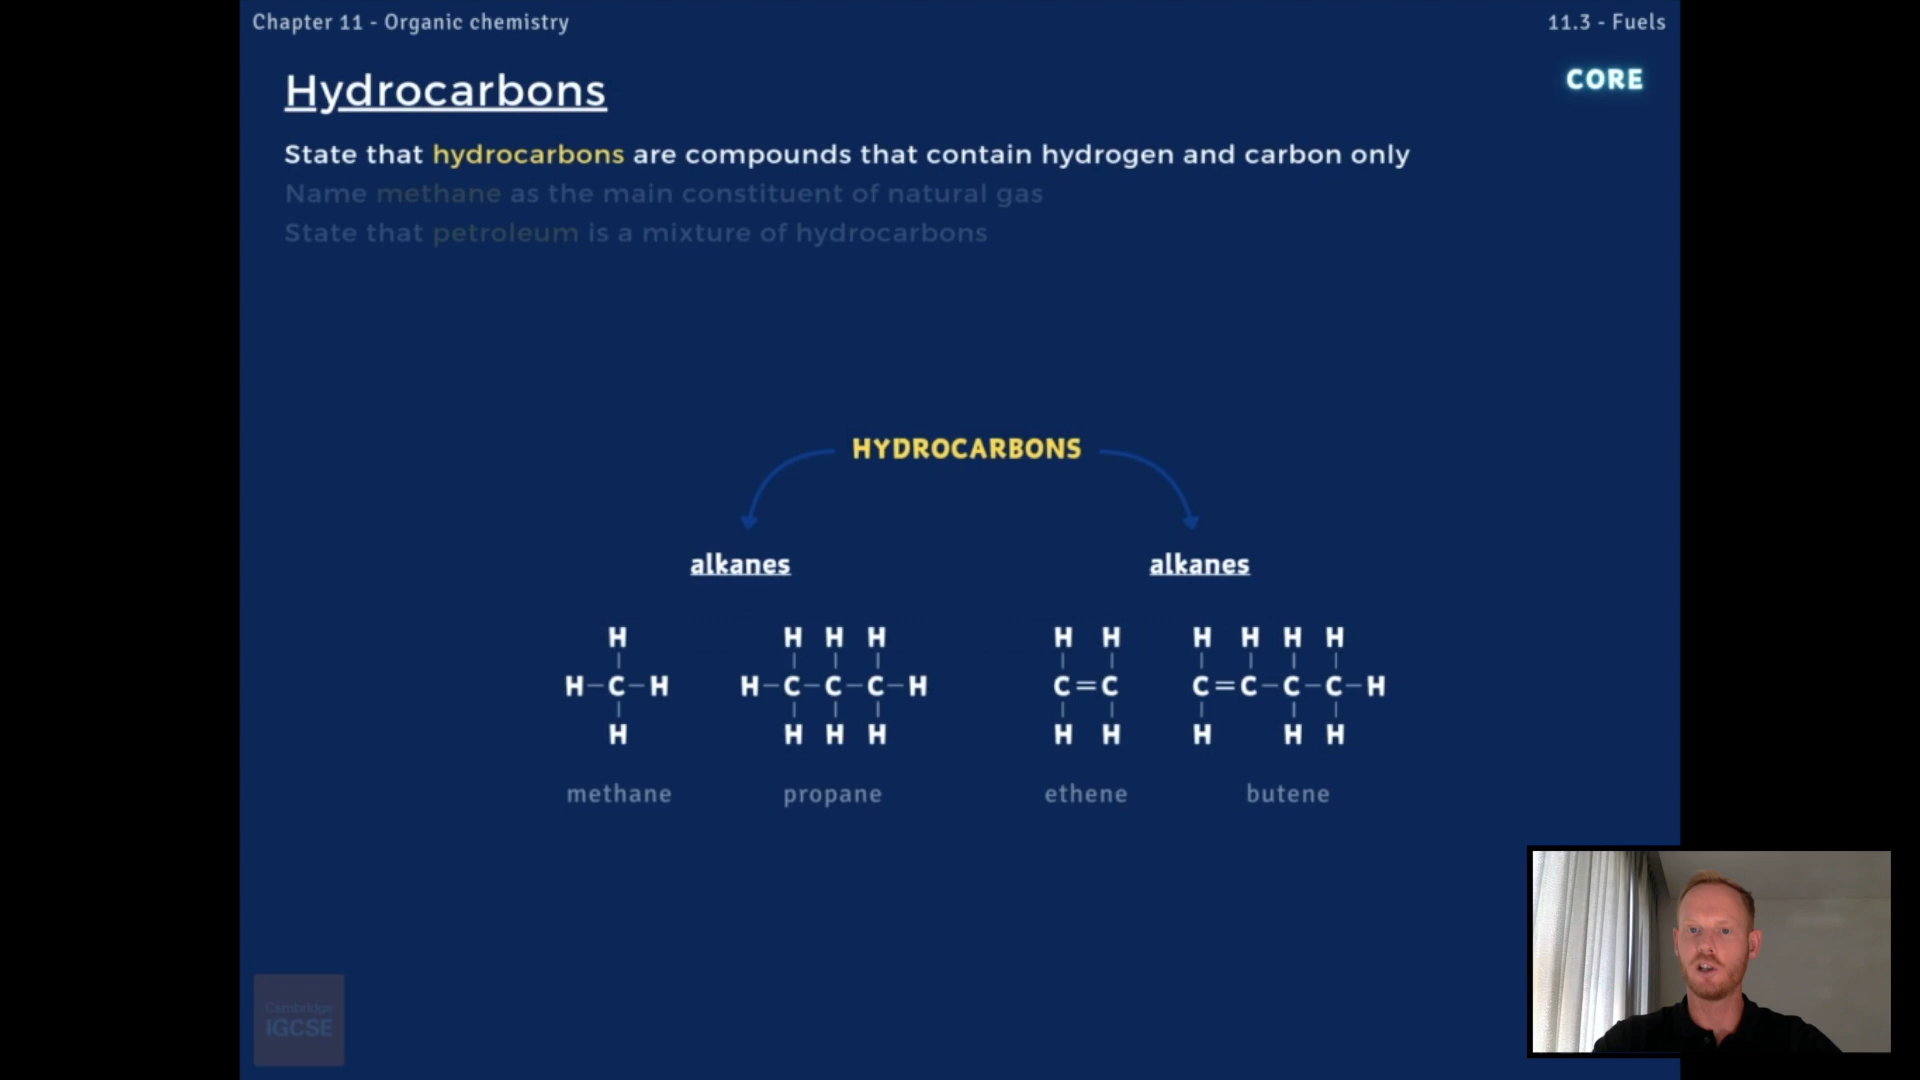 Chapter 11 - Organic chemistry
11.3 - Fuels
CORE
Hydrocarbons
State that hydrocarbons are compounds that contain hydrogen and carbon only
Name methane as the main constituent of natural gas
State that petroleum is a mixture of hydrocarbons
HYDROCARBONS
alkanes
alkanes
H H H H H H H H H H
H-C-H H-C-C-C-H C=C C=C-C-C-H
H H H H H H H H H
methane propane ethene butene
Cambridge
IGCSE